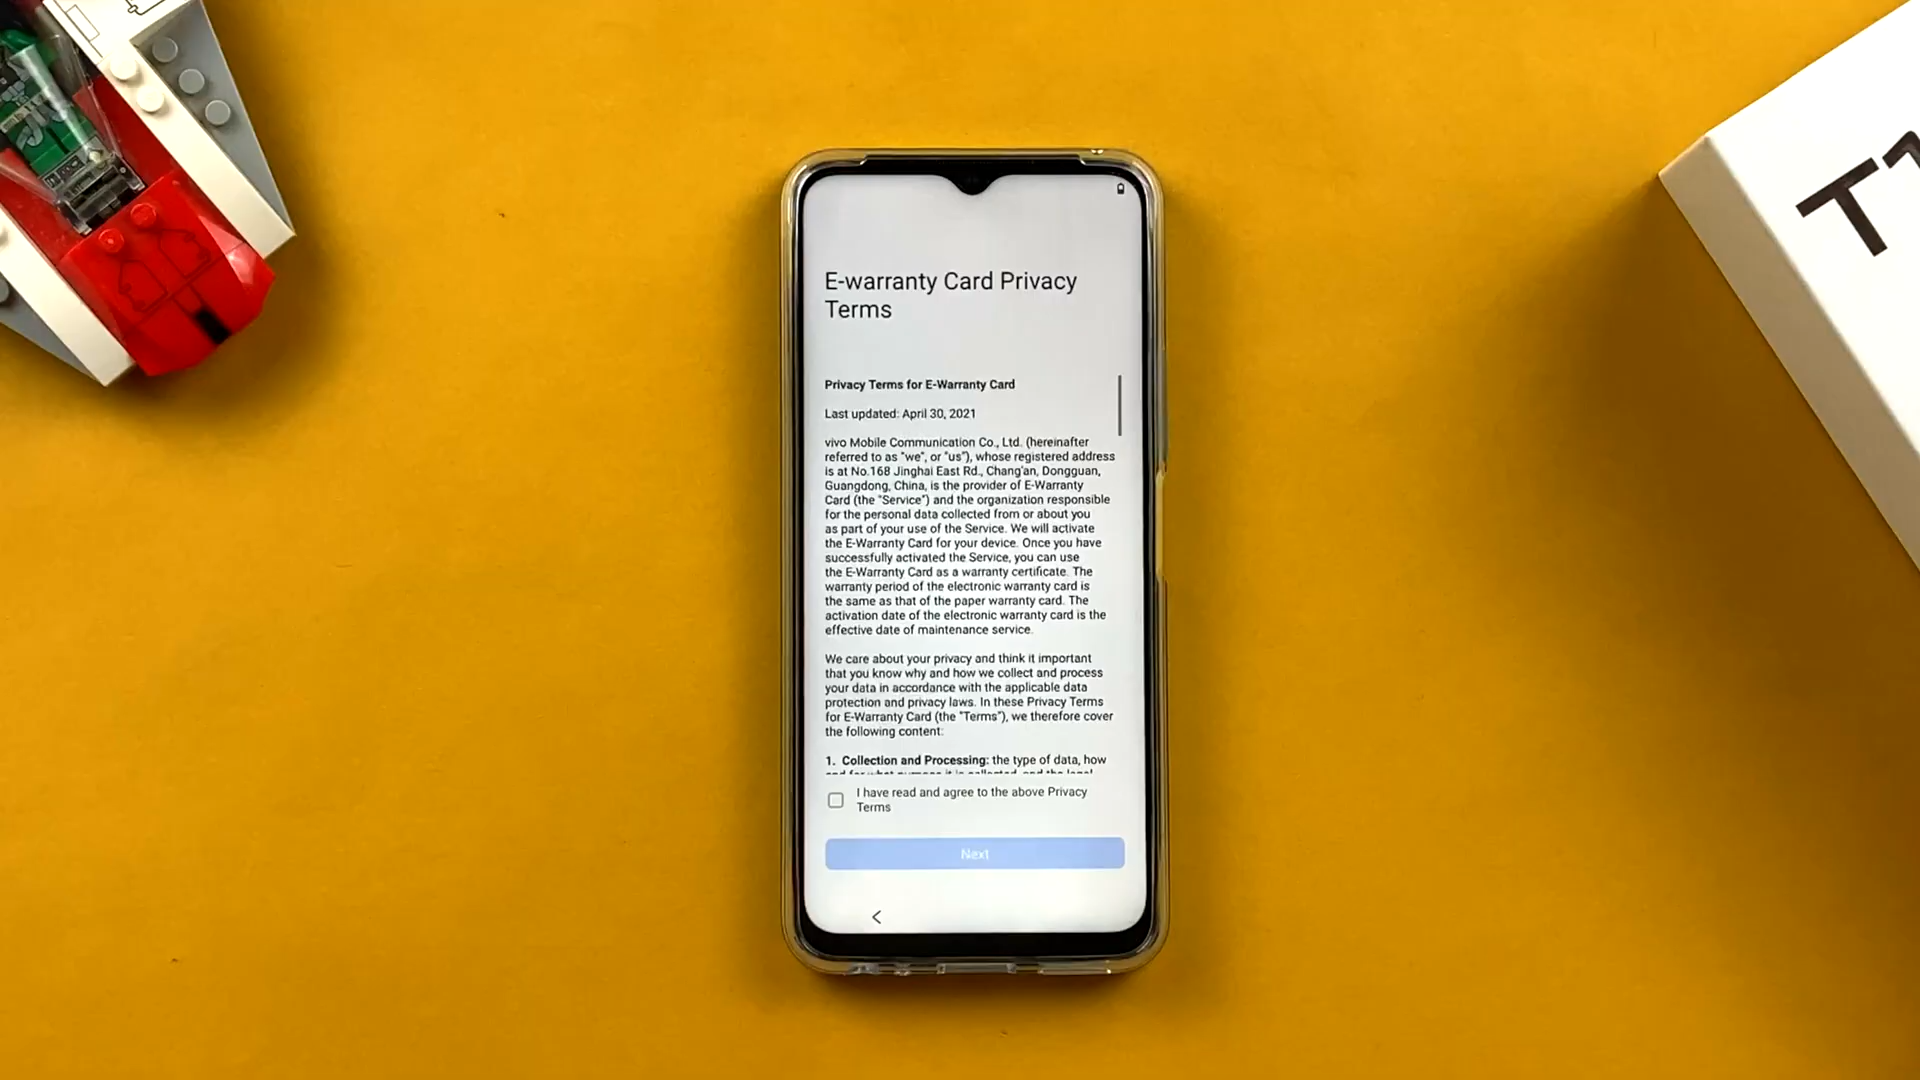 E-warranty Card Privacy
Terms
Privacy Terms for E-Warranty Card
Last updated: April 30, 2021
vivo Mobile Communication Co., Ltd. (hereinafter
referred to as "we", or "us"), whose registered address
is at No.168 Jinghai East Rd., Chang'an, Dongguan,
Guangdong, China, is the provider of E-Warranty
Card (the "Service") and the organization responsible
for the personal data collected from or about you
as part of your use of the Service. We will activate
the E-Warranty Card for your device. Once you have
successfully activated the Service, you can use
the E-Warranty Card as a warranty certificate. The
warranty period of the electronic warranty card is
the same as that of the paper warranty card. The
activation date of the electronic warranty card is the
effective date of maintenance service.
We care about your privacy and think it important
that you know why and how we collect and process
your data in accordance with the applicable data
protection and privacy laws. In these Privacy Terms
for E-Warranty Card (the "Terms"), we therefore cover
the following content:
1. Collection and Processing: the type of data, how
I have read and agree to the above Privacy
Terms
Next
T1